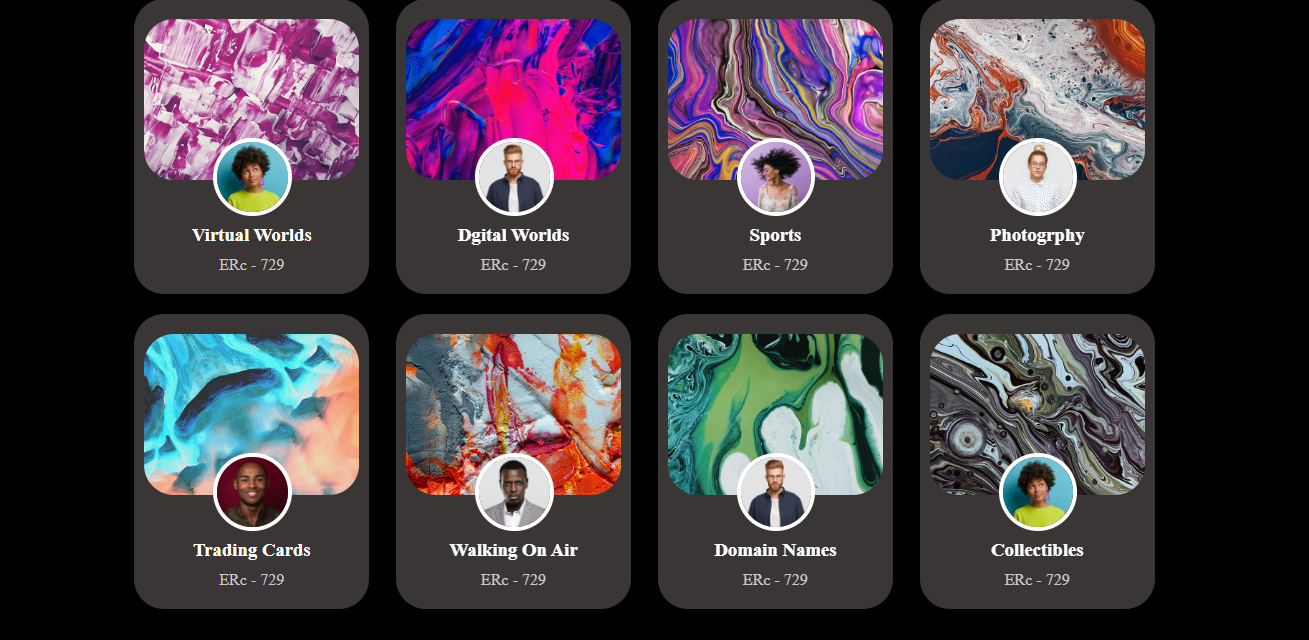 Virtual Worlds
ERc - 729
Dgital Worlds
ERc - 729
Sports
ERc - 729
Photogrphy
ERc - 729
Trading Cards
ERc - 729
Walking On Air
ERc - 729
Domain Names
ERc - 729
Collectibles
ERc - 729